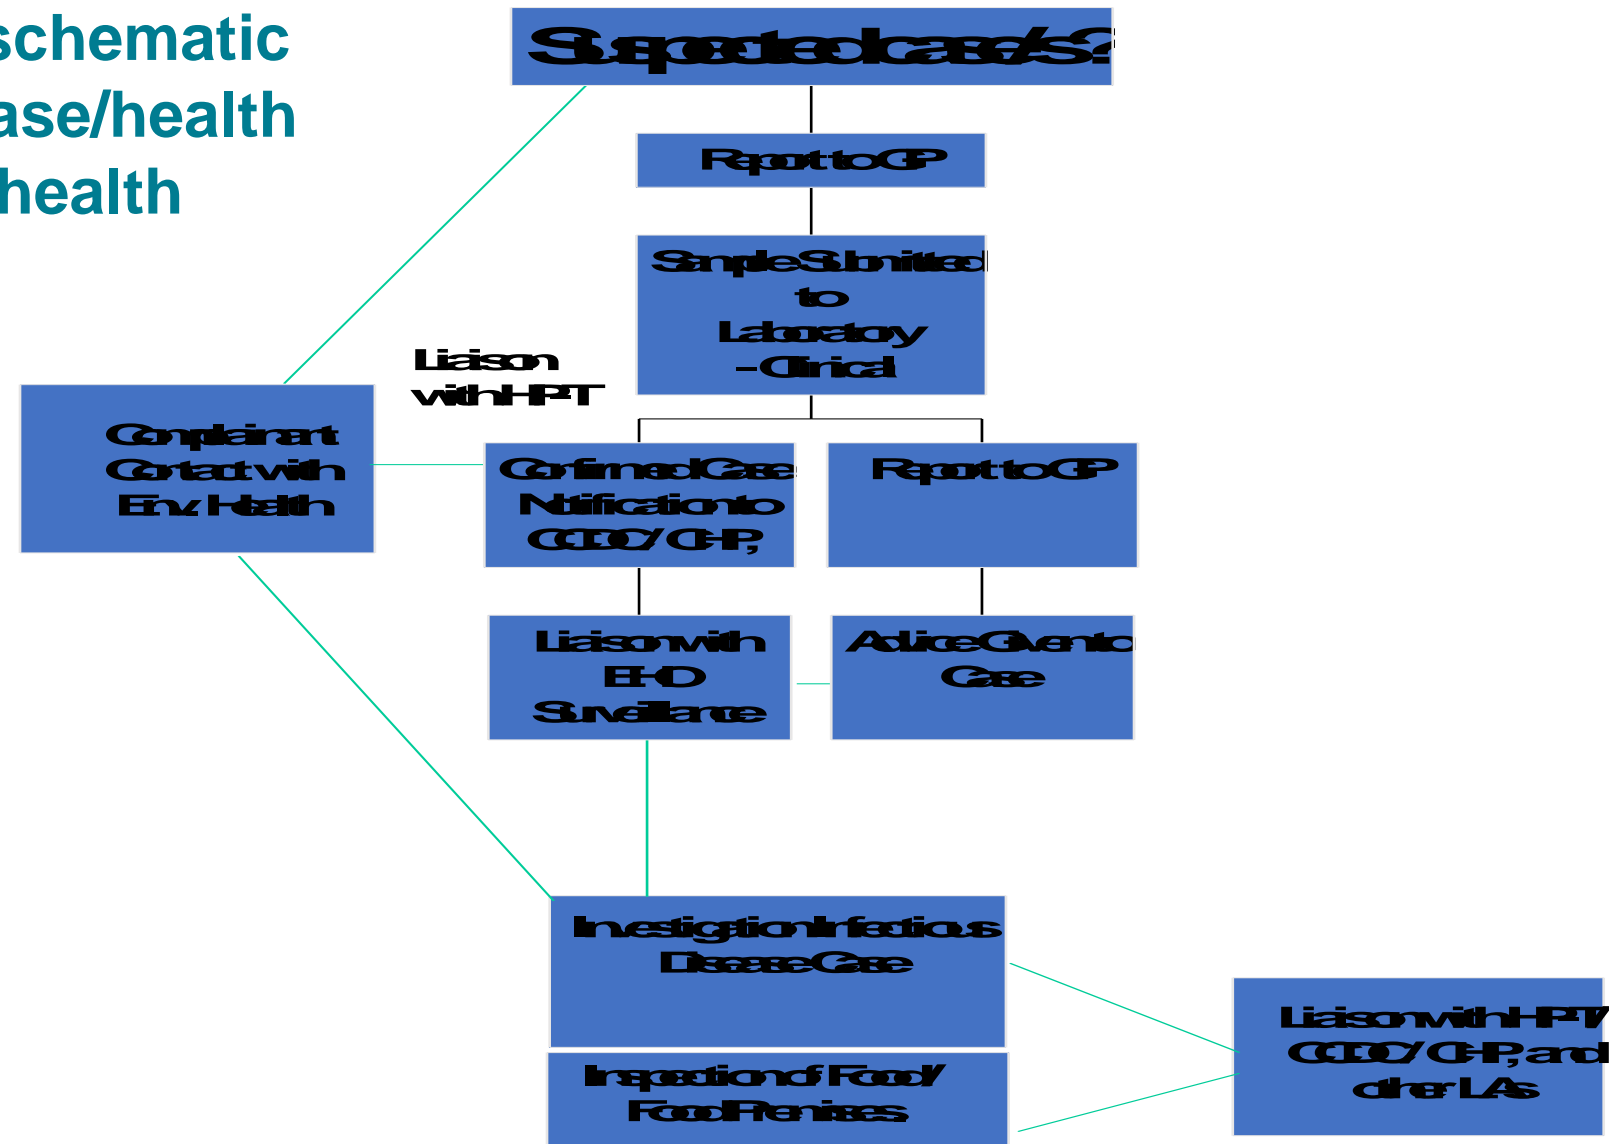 schematic
ase/health
health
Suspected case/s?
Report to GP
Sample Submitted
to
Laboratory
- Clinical
Liaison
with HPT
Complainant
Contact with
Env. Health
Confirmed Case
Notification to
CCDC/ CHP,
Report to GP
Liaison with
EHD
Surveillance
Advice Given to
Case
Investigation Infectious
Disease Case
Inspection of Food/
Food Premises
Liaison with HPT/
CCDC/ CHP, and
other LAs